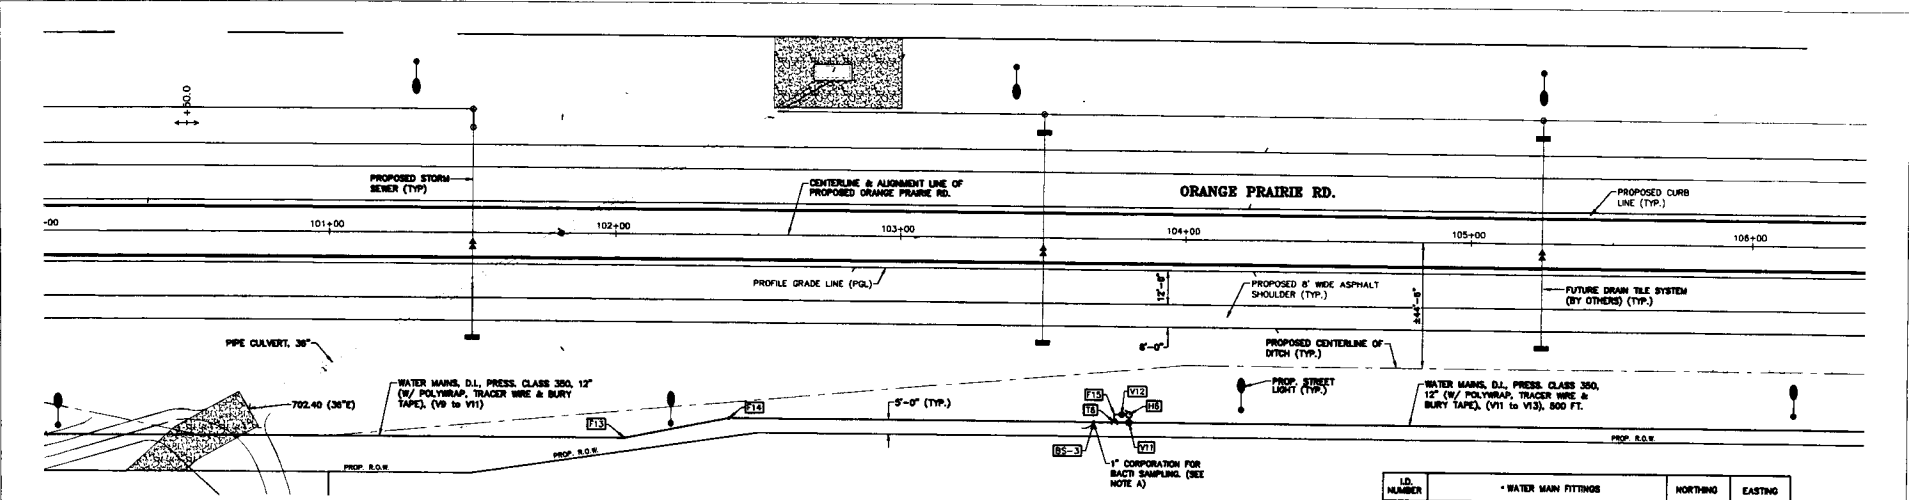 +50.0
PROPOSED STORM
SEWER (TYP)
CENTERLINE & ALIGNMENT LINE OF
PROPOSED ORANGE PRAIRIE RD.
ORANGE PRAIRIE RD.
PROPOSED CURB
LINE (TYP.)
-00
101+00
102+00
103+00
104+00
105+00
106+00
PROFILE GRADE LINE (PGL)
12'-8"
PROPOSED 8' WIDE ASPHALT
SHOULDER (TYP.)
±44'-6"
FUTURE DRAIN TILE SYSTEM
(BY OTHERS) (TYP.)
PIPE CULVERT, 36"
8'-0"
PROPOSED CENTERLINE OF
DITCH (TYP.)
702.40 (36"E)
WATER MAINS, D.I., PRESS. CLASS 350, 12"
(W/ POLYWRAP, TRACER WIRE & BURY
TAPE), (V9 to V11)
F13
F14
5'-0" (TYP.)
F15
V12
T8
H6
BS-3
V11
PROP. STREET
LIGHT (TYP.)
WATER MAINS, D.I., PRESS. CLASS 350,
12" (W/ POLYWRAP, TRACER WIRE &
BURY TAPE), (V11 to V13), 800 FT.
PROP. R.O.W.
PROP. R.O.W.
PROP. R.O.W.
1" CORPORATION FOR
BACTI SAMPLING. (SEE
NOTE A)
I.D.
NUMBER
* WATER MAIN FITTINGS
NORTHING
EASTING